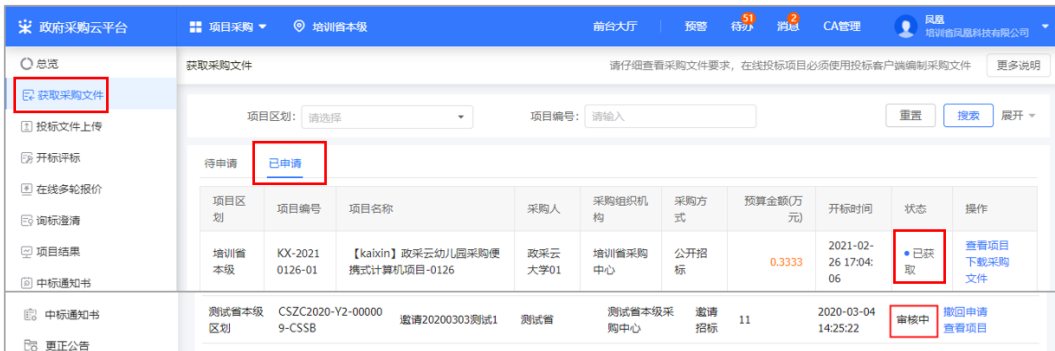 政府采购云平台 项目采购 培训省本级 前台大厅 预警 待办 51 消息 2 CA管理 凤凰
培训省凤凰科技有限公司
总览
获取采购文件
投标文件上传
开标评标
在线多轮报价
询标澄清
项目结果
中标通知书
中标通知书
更正公告
获取采购文件 请仔细查看采购文件要求，在线投标项目必须使用投标客户端编制采购文件 更多说明
项目区划： 请选择 项目编号： 请输入 重置 搜索 展开
待申请 已申请
项目区划 项目编号 项目名称 采购人 采购组织机构 采购方式 预算金额(万元) 开标时间 状态 操作
培训省本级 KX-20210126-01 【kaixin】政采云幼儿园采购便携式计算机项目-0126 政采云大学01 培训省采购中心 公开招标 0.3333 2021-02-26 17:04:06 已获取 查看项目 下载采购文件
测试省本级区划 CSZC2020-Y2-000009-CSSB 邀请20200303测试1 测试省 测试省本级采购中心 邀请招标 11 2020-03-04 14:25:22 审核中 撤回申请 查看项目